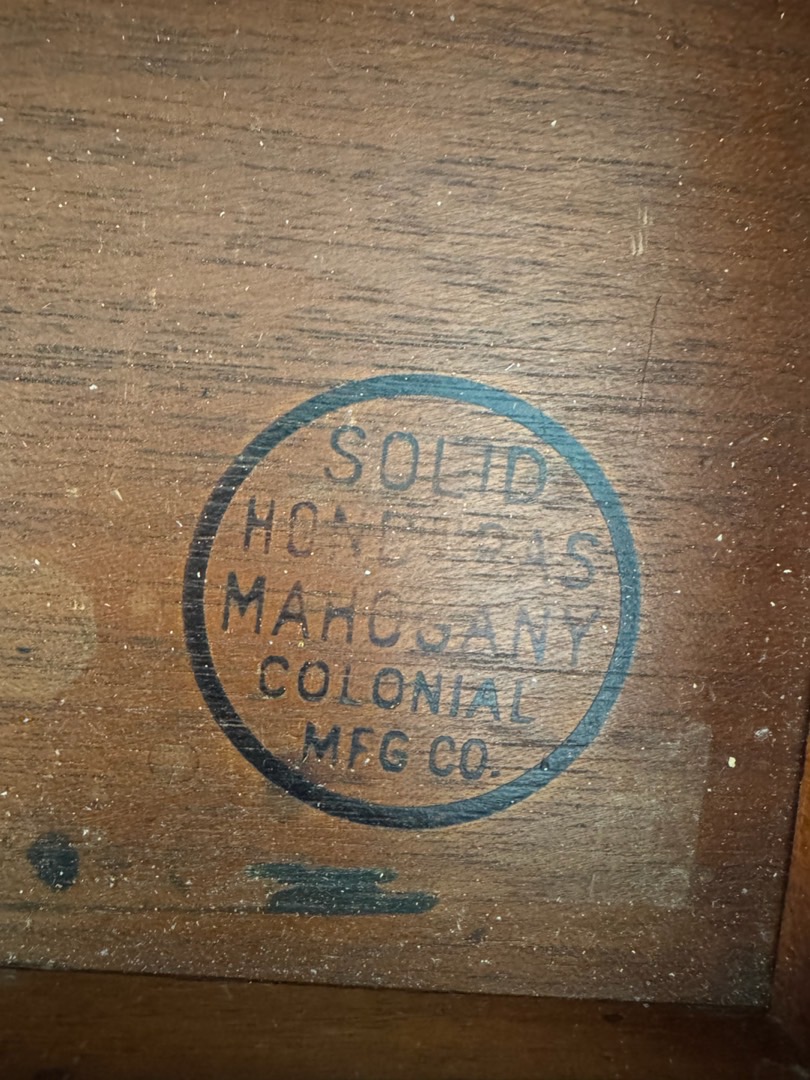 SOLID
HONDURAS
MAHOGANY
COLONIAL
MFG CO.